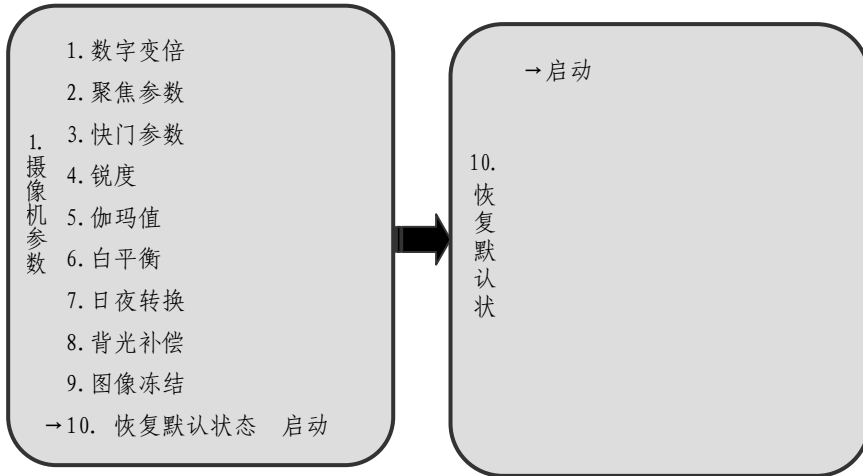 1.摄像机参数
1.数字变倍
2.聚焦参数
3.快门参数
4.锐度
5.伽玛值
6.白平衡
7.日夜转换
8.背光补偿
9.图像冻结
→10. 恢复默认状态 启动
10.恢复默认状
→启动